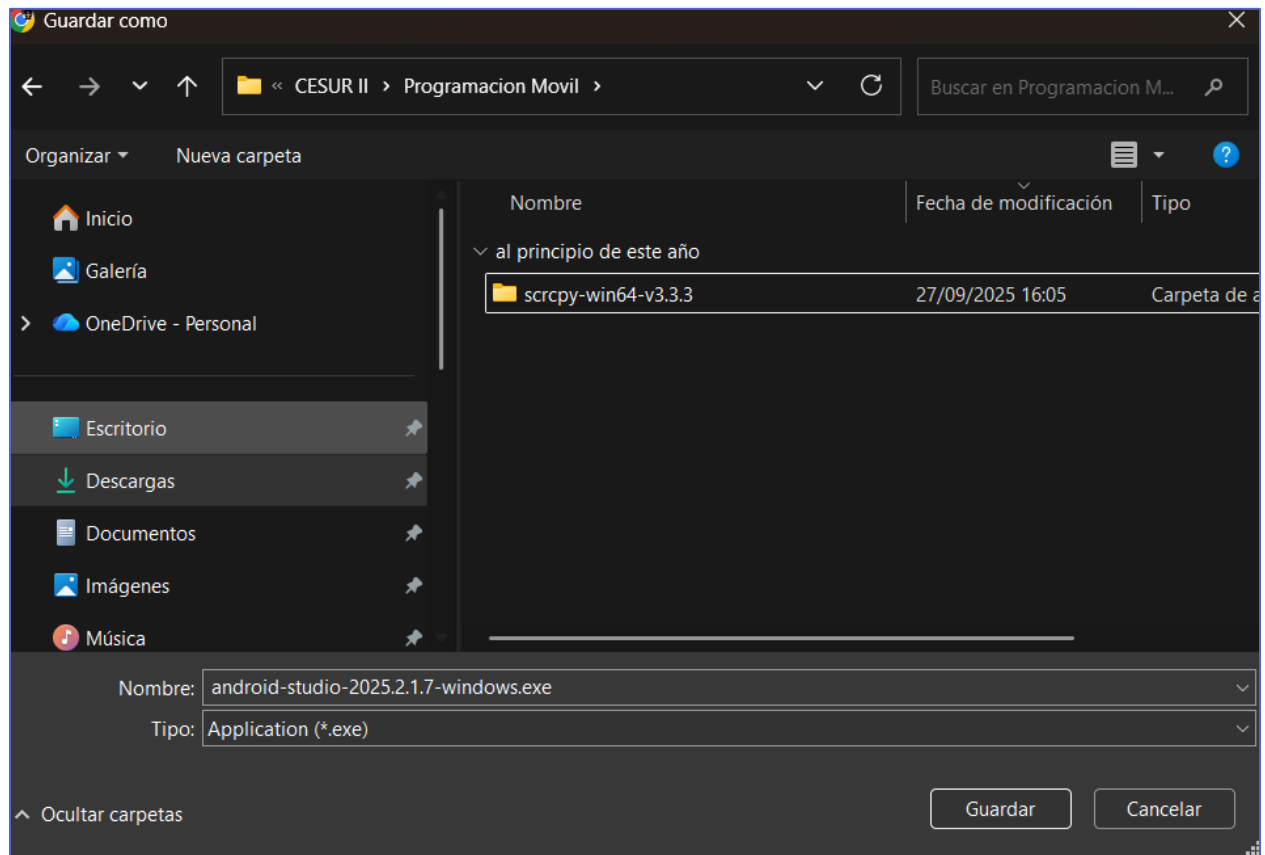 Guardar como
« CESUR II > Programacion Movil >
Buscar en Programacion M...
Organizar
Nueva carpeta
Inicio
Galería
OneDrive - Personal
Escritorio
Descargas
Documentos
Imágenes
Música
Nombre
Fecha de modificación
Tipo
al principio de este año
scrcpy-win64-v3.3.3
27/09/2025 16:05
Carpeta de a
Nombre: android-studio-2025.2.1.7-windows.exe
Tipo: Application (*.exe)
Ocultar carpetas
Guardar
Cancelar